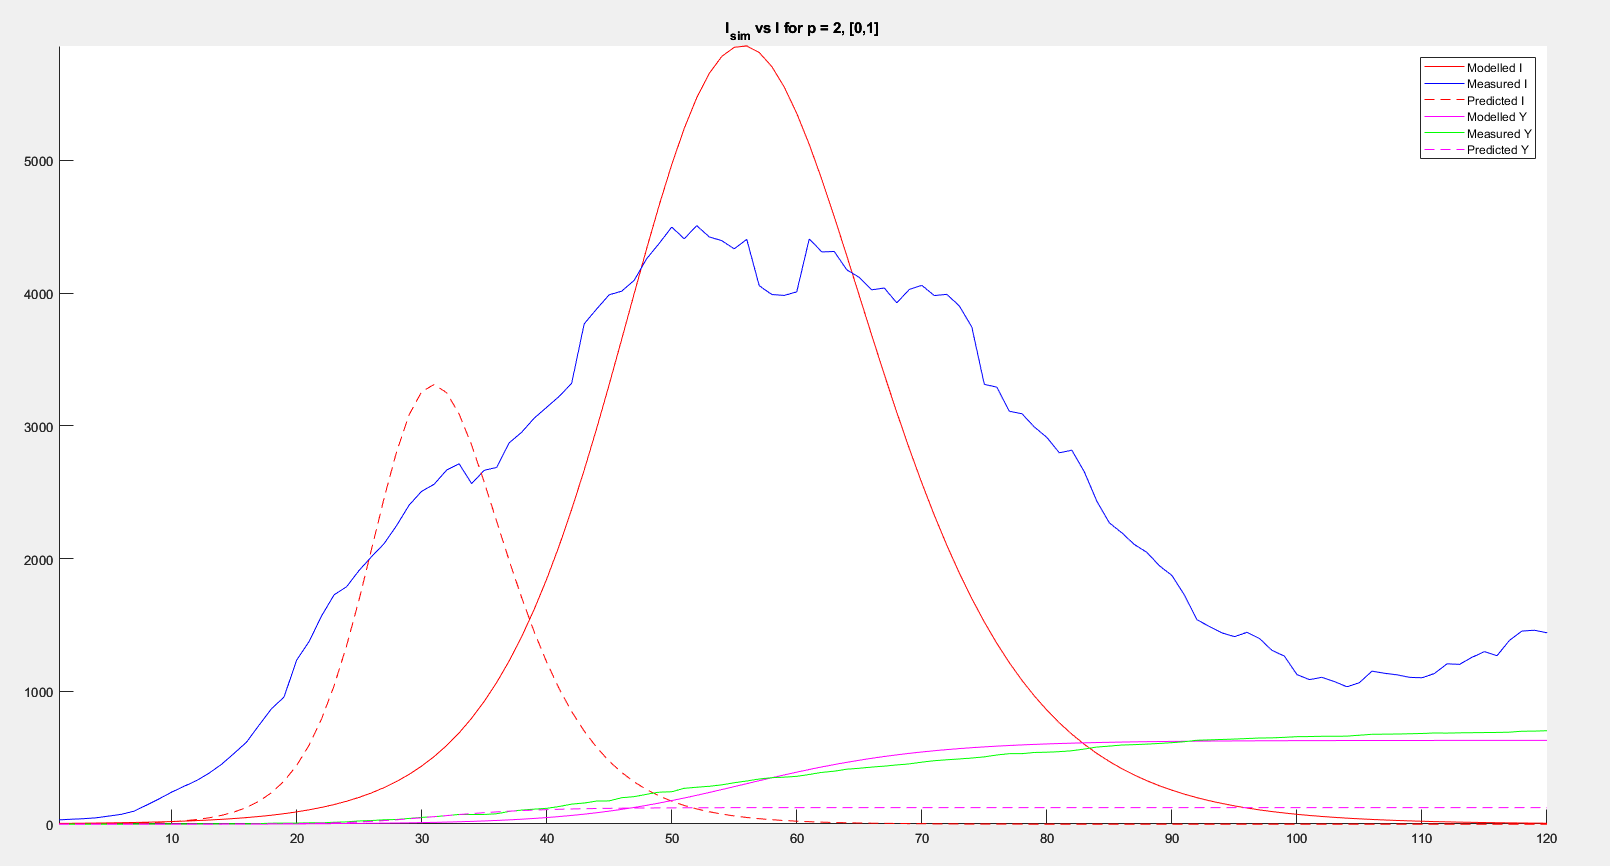 I_sim vs I for p = 2, [0,1]
Modelled I
Measured I
Predicted I
Modelled Y
Measured Y
Predicted Y
5000
4000
3000
2000
1000
0
10 20 30 40 50 60 70 80 90 100 110 120